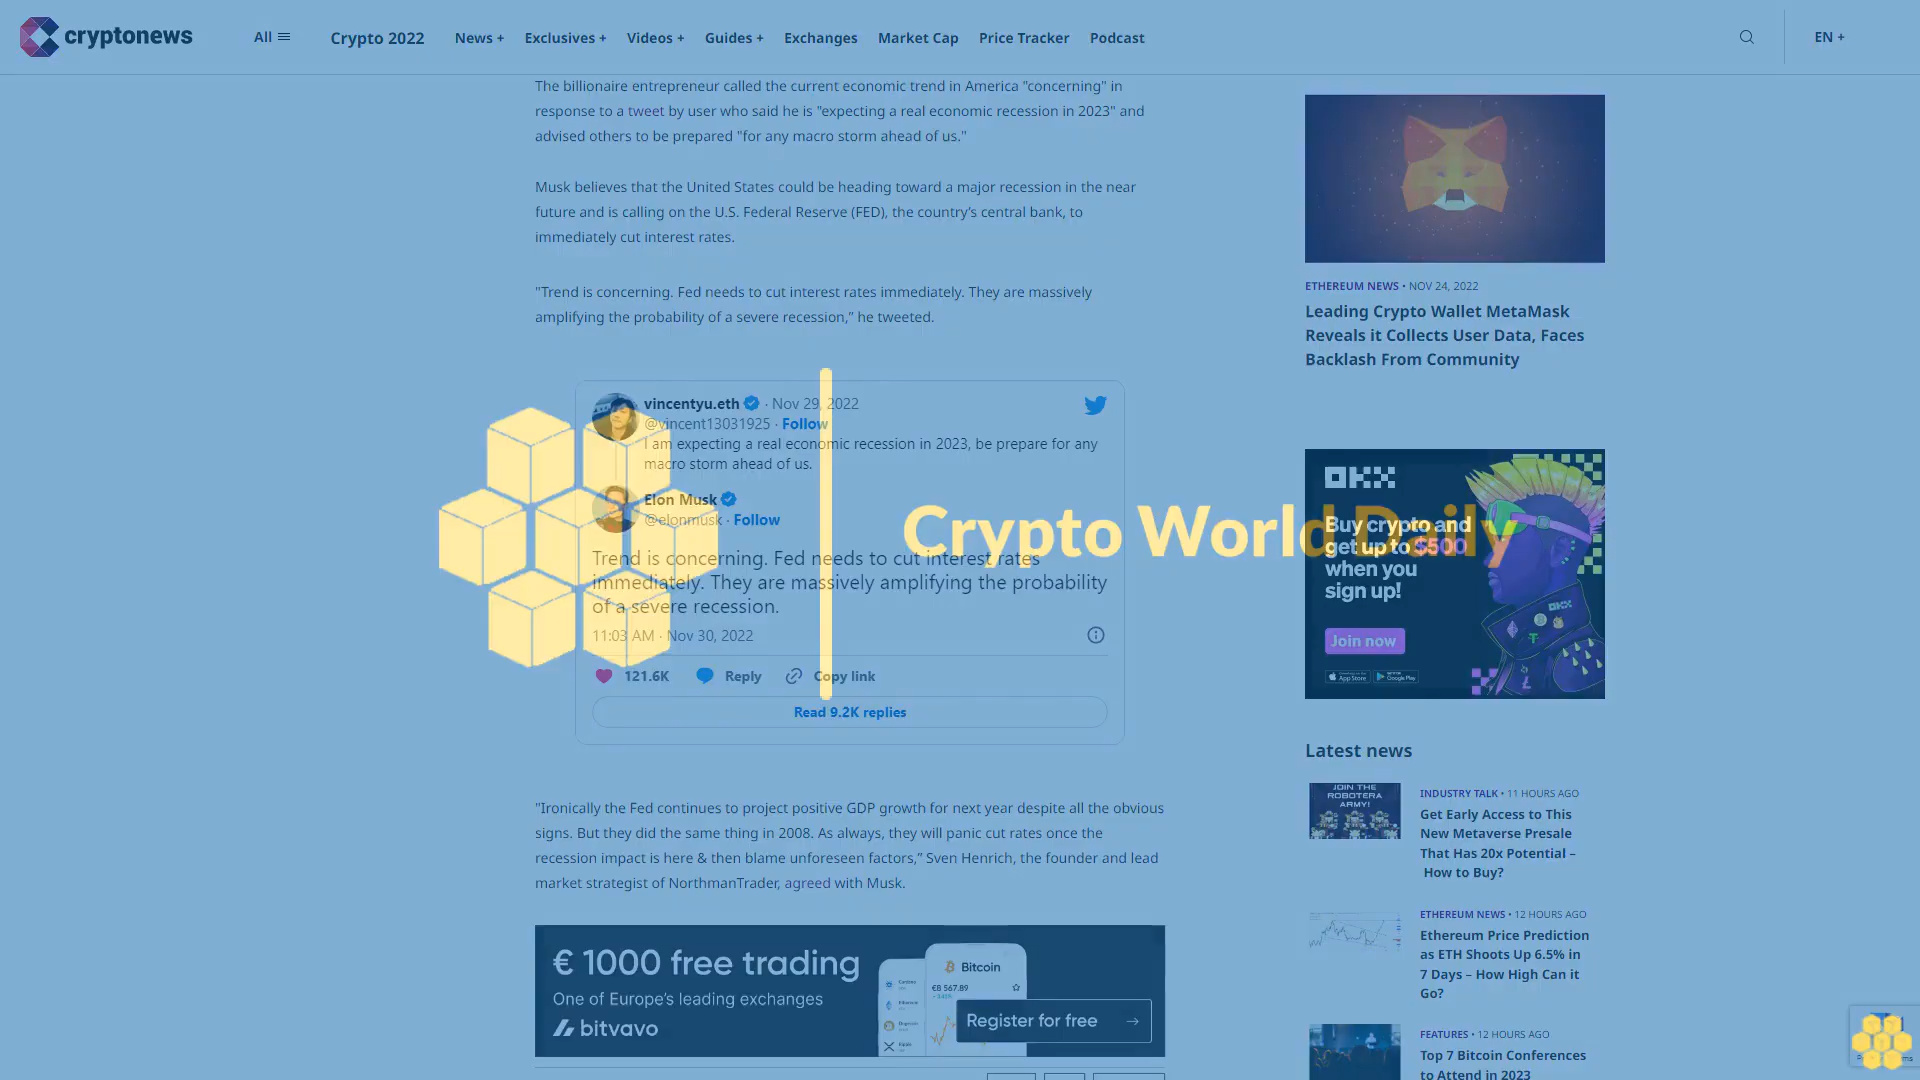 cryptonews
All
Crypto 2022
News +
Exclusives +
Videos +
Guides +
Exchanges
Market Cap
Price Tracker
Podcast
EN +
The billionaire entrepreneur called the current economic trend in America "concerning" in
response to a tweet by user who said he is "expecting a real economic recession in 2023" and
advised others to be prepared "for any macro storm ahead of us."
Musk believes that the United States could be heading toward a major recession in the near
future and is calling on the U.S. Federal Reserve (FED), the country's central bank, to
immediately cut interest rates.
"Trend is concerning. Fed needs to cut interest rates immediately. They are massively
amplifying the probability of a severe recession," he tweeted.
vincentyu.eth · Nov 29, 2022
@vincent13031925 · Follow
I am expecting a real economic recession in 2023, be prepare for any
macro storm ahead of us.
Elon Musk
@elonmusk · Follow
Trend is concerning. Fed needs to cut interest rates
immediately. They are massively amplifying the probability
of a severe recession.
11:03 AM · Nov 30, 2022
121.6K
Reply
Copy link
Read 9.2K replies
Crypto World Daily
"Ironically the Fed continues to project positive GDP growth for next year despite all the obvious
signs. But they did the same thing in 2008. As always, they will panic cut rates once the
recession impact is here & then blame unforeseen factors," Sven Henrich, the founder and lead
market strategist of NorthmanTrader, agreed with Musk.
€ 1000 free trading
One of Europe's leading exchanges
bitvavo
Bitcoin
€8 567.89
Register for free →
ETHEREUM NEWS • NOV 24, 2022
Leading Crypto Wallet MetaMask
Reveals it Collects User Data, Faces
Backlash From Community
OKX
Buy crypto and
get up to $500
when you
sign up!
Join now
App Store
Google Play
OKX
Latest news
JOIN THE
ROBOTERA
ARMY!
INDUSTRY TALK • 11 HOURS AGO
Get Early Access to This
New Metaverse Presale
That Has 20x Potential –
How to Buy?
ETHEREUM NEWS • 12 HOURS AGO
Ethereum Price Prediction
as ETH Shoots Up 6.5% in
7 Days – How High Can it
Go?
FEATURES • 12 HOURS AGO
Top 7 Bitcoin Conferences
to Attend in 2023